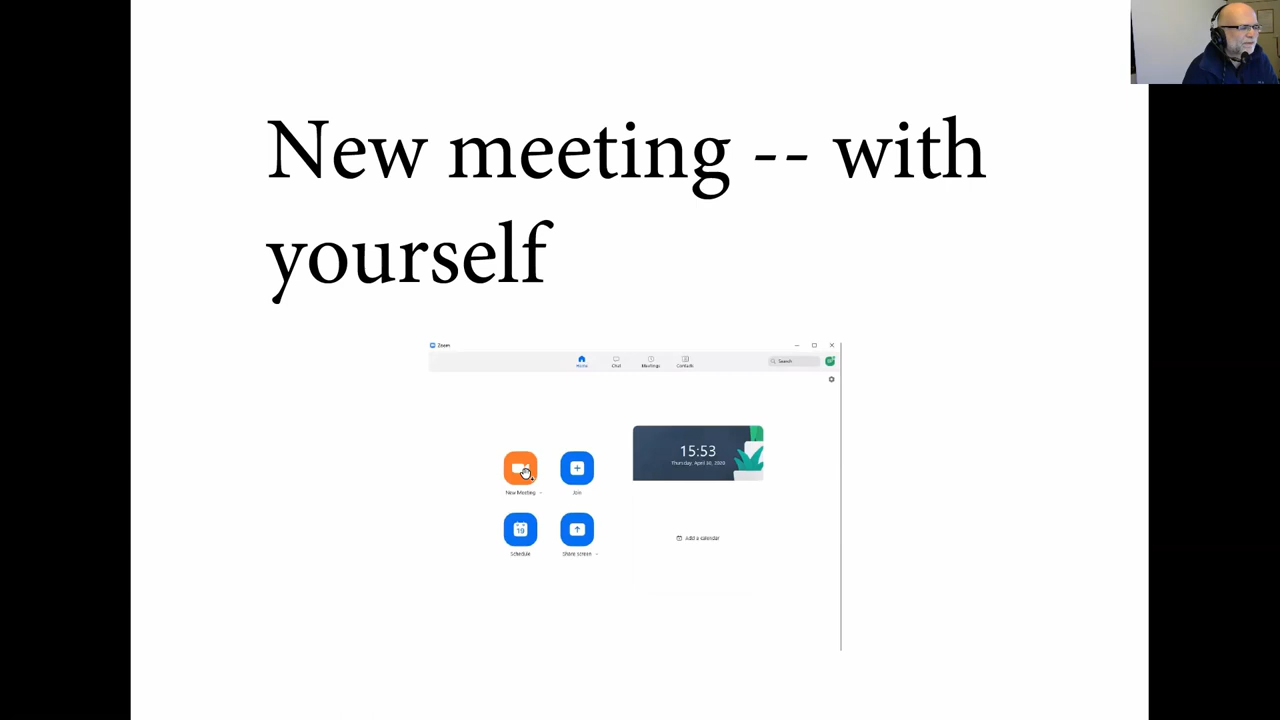 New meeting -- with
yourself
Zoom
Home
Chat
Meetings
Contacts
Search
15:53
Thursday, April 30, 2020
New Meeting
Join
19
Schedule
Share screen
Add a calendar